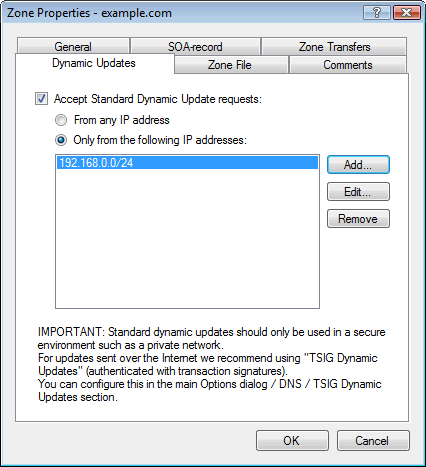 Zone Properties - example.com
General
SOA-record
Zone Transfers
Dynamic Updates
Zone File
Comments
Accept Standard Dynamic Update requests:
From any IP address
Only from the following IP addresses:
192.168.0.0/24
Add...
Edit...
Remove
IMPORTANT: Standard dynamic updates should only be used in a secure
environment such as a private network.
For updates sent over the Internet we recommend using "TSIG Dynamic
Updates" (authenticated with transaction signatures).
You can configure this in the main Options dialog / DNS / TSIG Dynamic
Updates section.
OK
Cancel